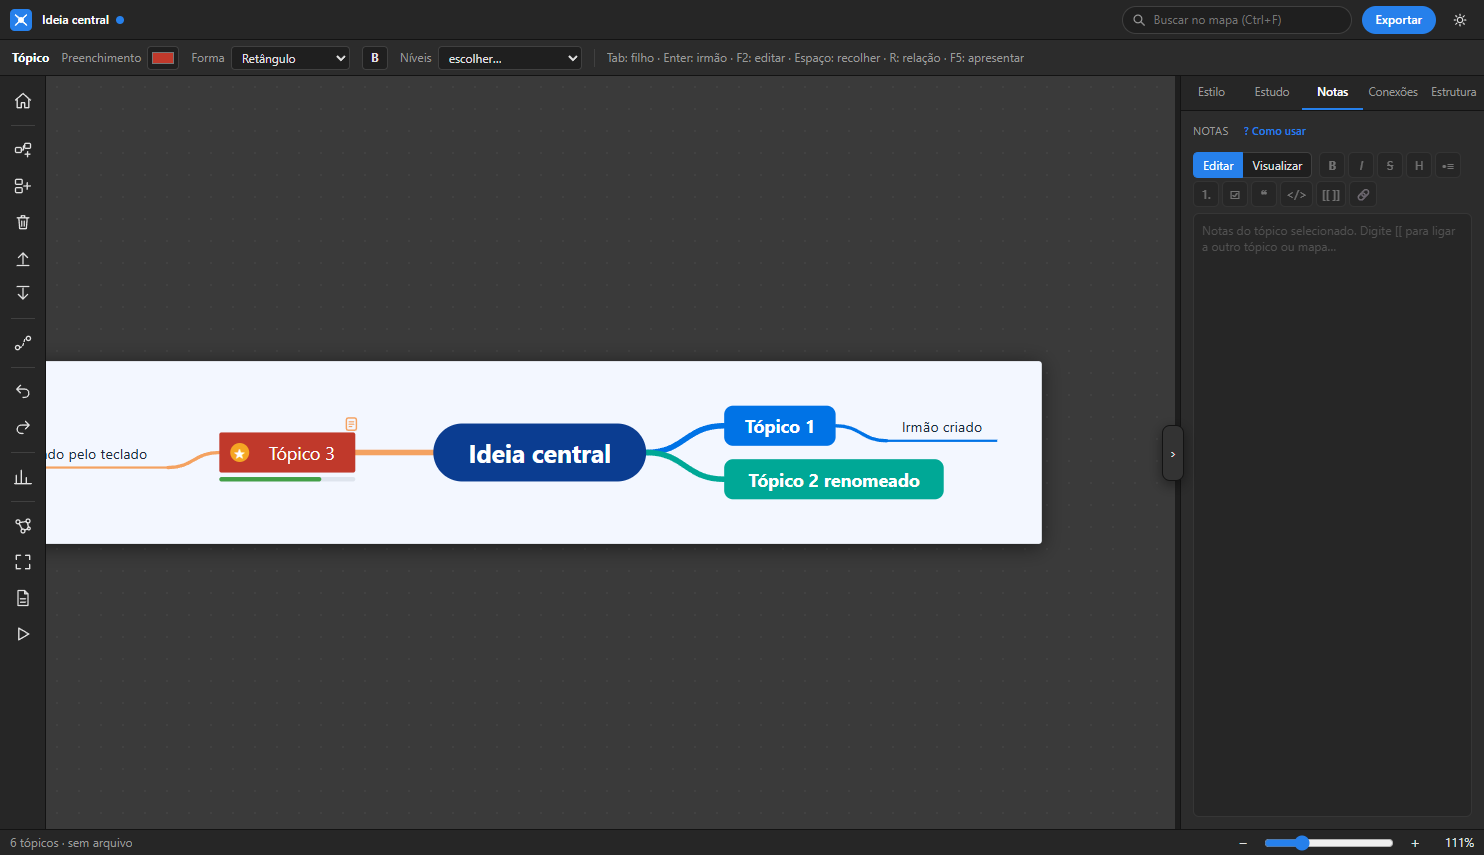 Ideia central
Buscar no mapa (Ctrl+F)
Exportar
Tópico Preenchimento Forma Retângulo B Níveis escolher... Tab: filho · Enter: irmão · F2: editar · Espaço: recolher · R: relação · F5: apresentar
Estilo Estudo Notas Conexões Estrutura
NOTAS ? Como usar
Editar Visualizar B I S H
1. </> [[ ]]
Notas do tópico selecionado. Digite [[ para ligar
a outro tópico ou mapa...
pelo teclado
Tópico 3
Ideia central
Tópico 1
Irmão criado
Tópico 2 renomeado
6 tópicos · sem arquivo
− + 111%